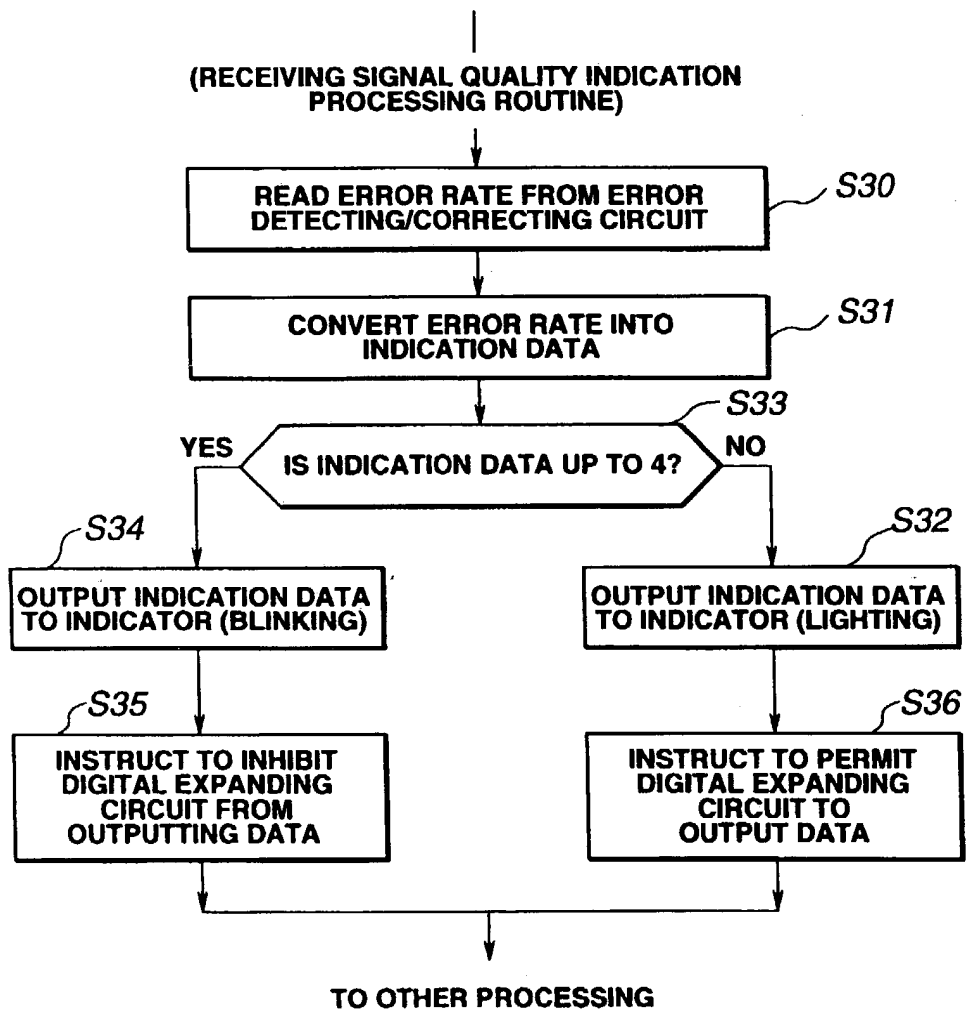 (RECEIVING SIGNAL QUALITY INDICATION
PROCESSING ROUTINE)
S30
READ ERROR RATE FROM ERROR
DETECTING/CORRECTING CIRCUIT
S31
CONVERT ERROR RATE INTO
INDICATION DATA
S33
YES
IS INDICATION DATA UP TO 4?
NO
S34
OUTPUT INDICATION DATA
TO INDICATOR (BLINKING)
S32
OUTPUT INDICATION DATA
TO INDICATOR (LIGHTING)
S35
INSTRUCT TO INHIBIT
DIGITAL EXPANDING
CIRCUIT FROM
OUTPUTTING DATA
S36
INSTRUCT TO PERMIT
DIGITAL EXPANDING
CIRCUIT TO
OUTPUT DATA
TO OTHER PROCESSING